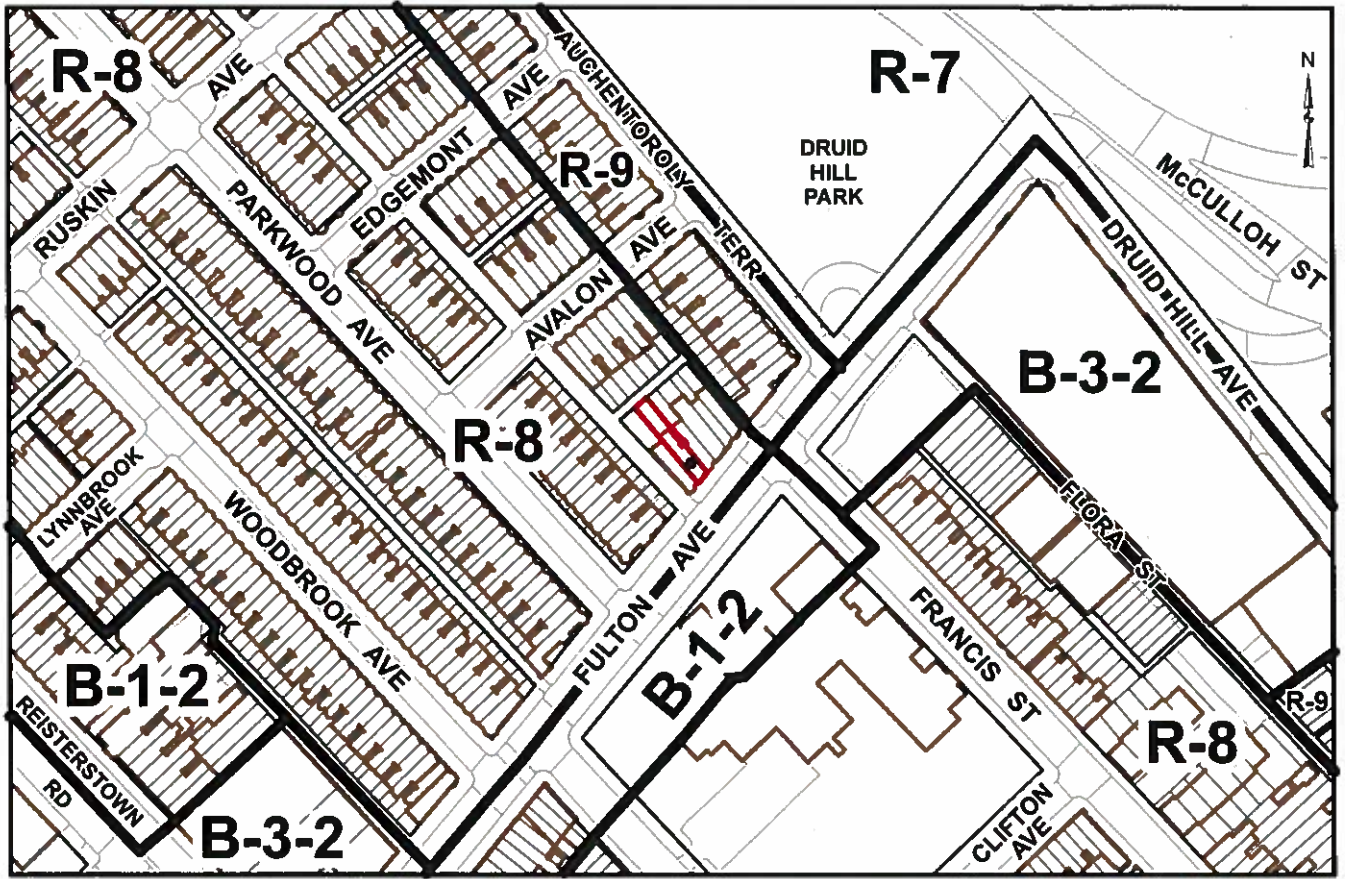 R-8
AVE
AVE
AUCHENTOROLY
TERR
R-7
N
DRUID
HILL
PARK
McCULLOH ST
RUSKIN
PARKWOOD AVE
EDGEMONT
R-9
AVE
AVALON
DRUID HILL AVE
B-3-2
R-8
LYNNBROOK
AVE
WOODBROOK AVE
FULTON AVE
FLORA ST
FRANCIS ST
B-1-2
B-1-2
REISTERSTOWN
RD
B-3-2
R-8
R-9
CLIFTON
AVE